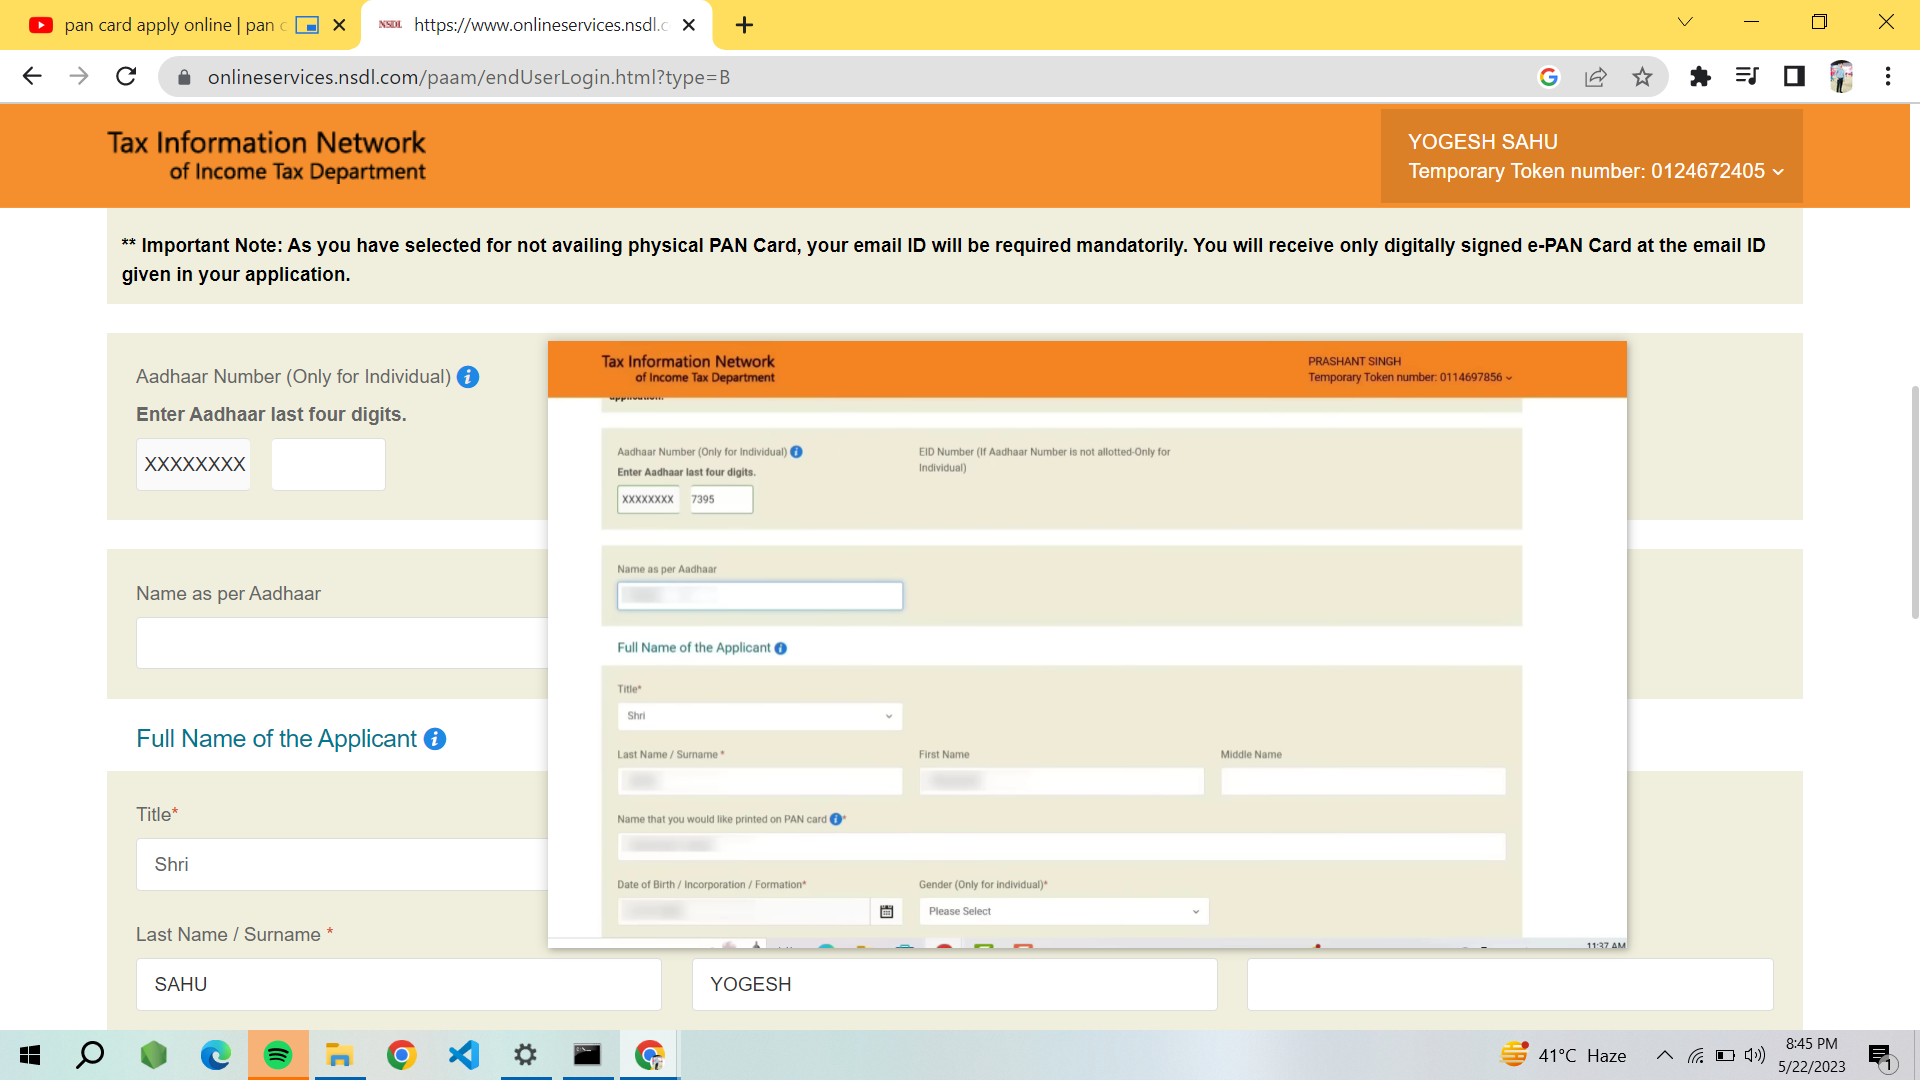 pan card apply online | pan c
NSDL https://www.onlineservices.nsdl.c
onlineservices.nsdl.com/paam/endUserLogin.html?type=B
Tax Information Network
of Income Tax Department
YOGESH SAHU
Temporary Token number: 0124672405
** Important Note: As you have selected for not availing physical PAN Card, your email ID will be required mandatorily. You will receive only digitally signed e-PAN Card at the email ID
given in your application.
Aadhaar Number (Only for Individual)
Enter Aadhaar last four digits.
XXXXXXXX
Name as per Aadhaar
Full Name of the Applicant
Title*
Shri
Last Name / Surname *
SAHU
YOGESH
Tax Information Network
of Income Tax Department
PRASHANT SINGH
Temporary Token number: 0114697856
application.
Aadhaar Number (Only for Individual)
EID Number (If Aadhaar Number is not allotted-Only for
Individual)
Enter Aadhaar last four digits.
XXXXXXXX 7395
Name as per Aadhaar
Full Name of the Applicant
Title*
Shri
Last Name / Surname *
First Name
Middle Name
Name that you would like printed on PAN card *
Date of Birth / Incorporation / Formation*
Gender (Only for individual)*
Please Select
11:37 AM
41°C Haze
8:45 PM
5/22/2023
1